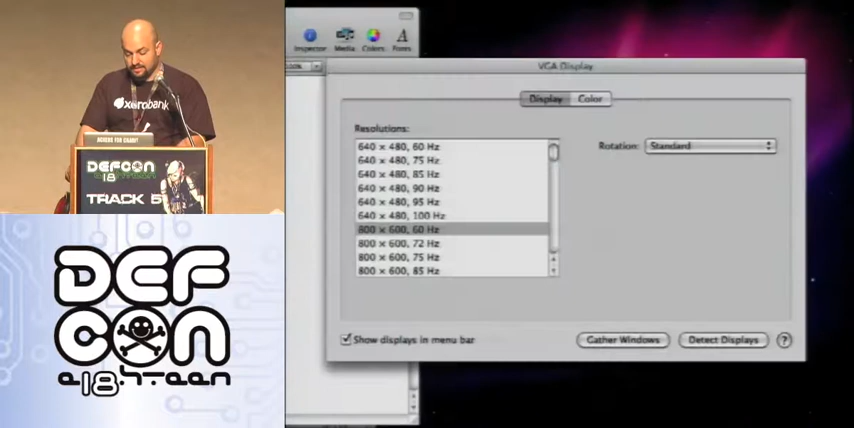 xerobank
HACKERS FOR CHARITY
DEFCON
18
TRACK 5
DEF
CON
e18hteen
Inspector
Media
Colors
Fonts
VGA Display
Display
Color
Resolutions:
640 × 480, 60 Hz
640 × 480, 75 Hz
640 × 480, 85 Hz
640 × 480, 90 Hz
640 × 480, 95 Hz
640 × 480, 100 Hz
800 × 600, 60 Hz
800 × 600, 72 Hz
800 × 600, 75 Hz
800 × 600, 85 Hz
Rotation:
Standard
Show displays in menu bar
Gather Windows
Detect Displays
?